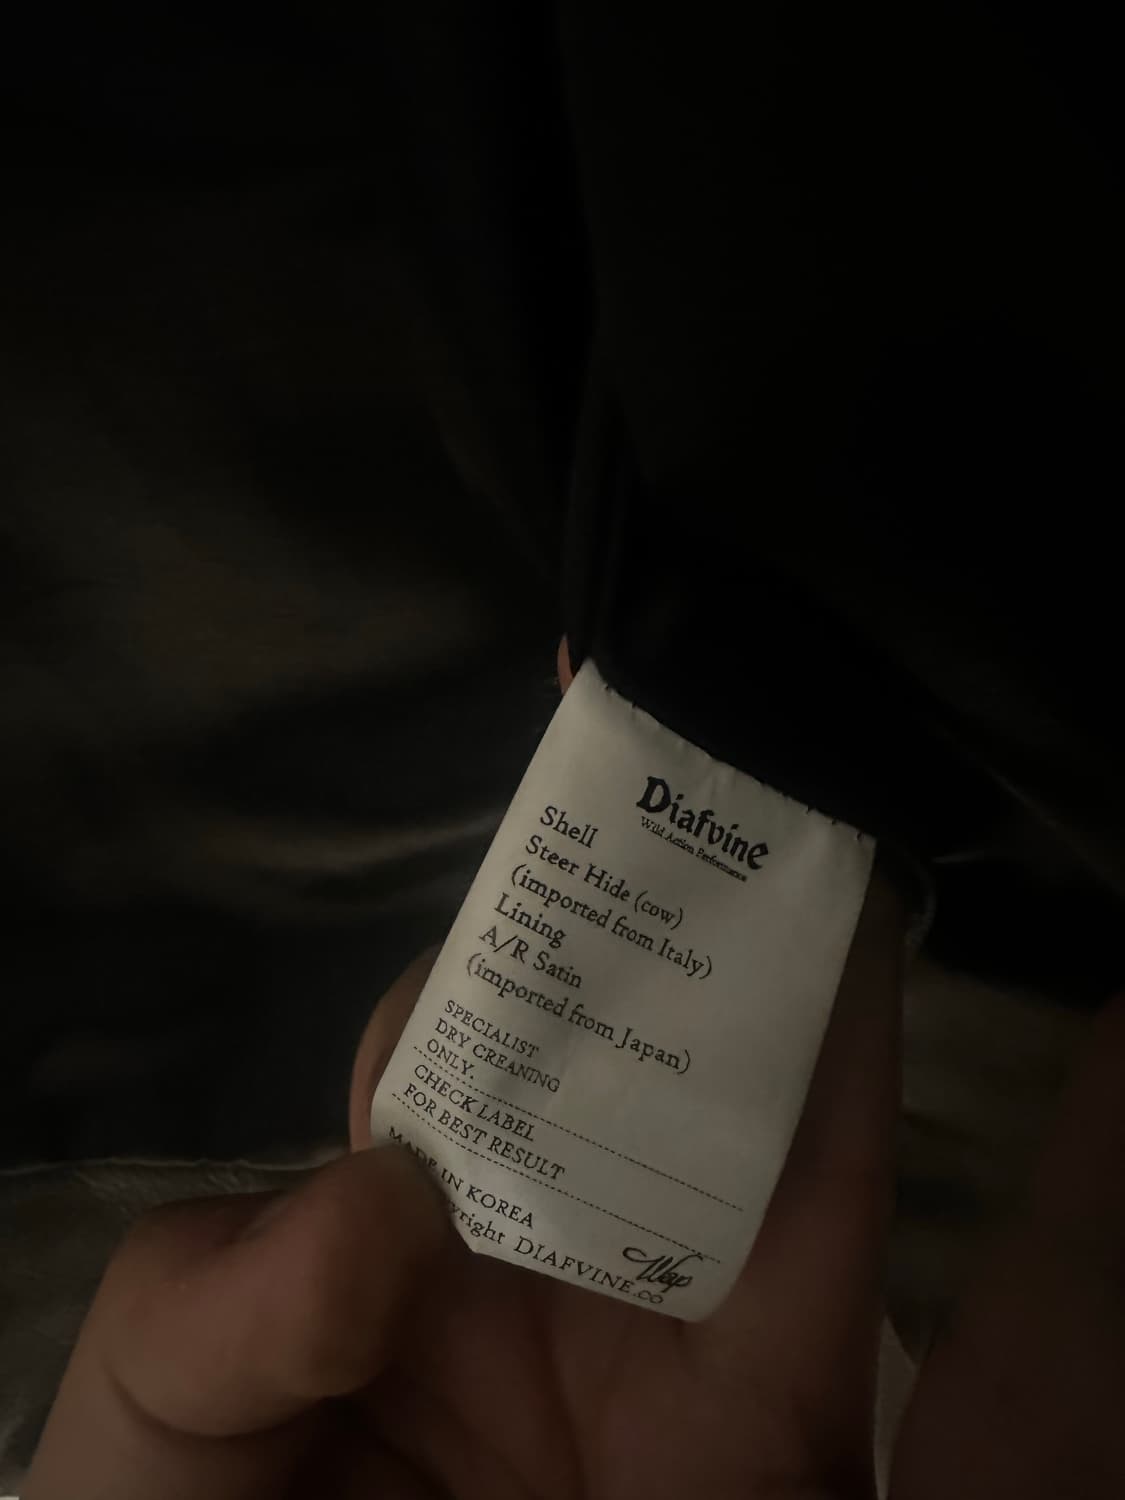 Diafvine
Wild Action Performance
Shell
Steer Hide (cow)
(imported from Italy)
Lining
A/R Satin
(imported from Japan)
SPECIALIST
DRY CREANING
ONLY.
CHECK LABEL
FOR BEST RESULT
MADE IN KOREA
yright DIAFVINE.CO